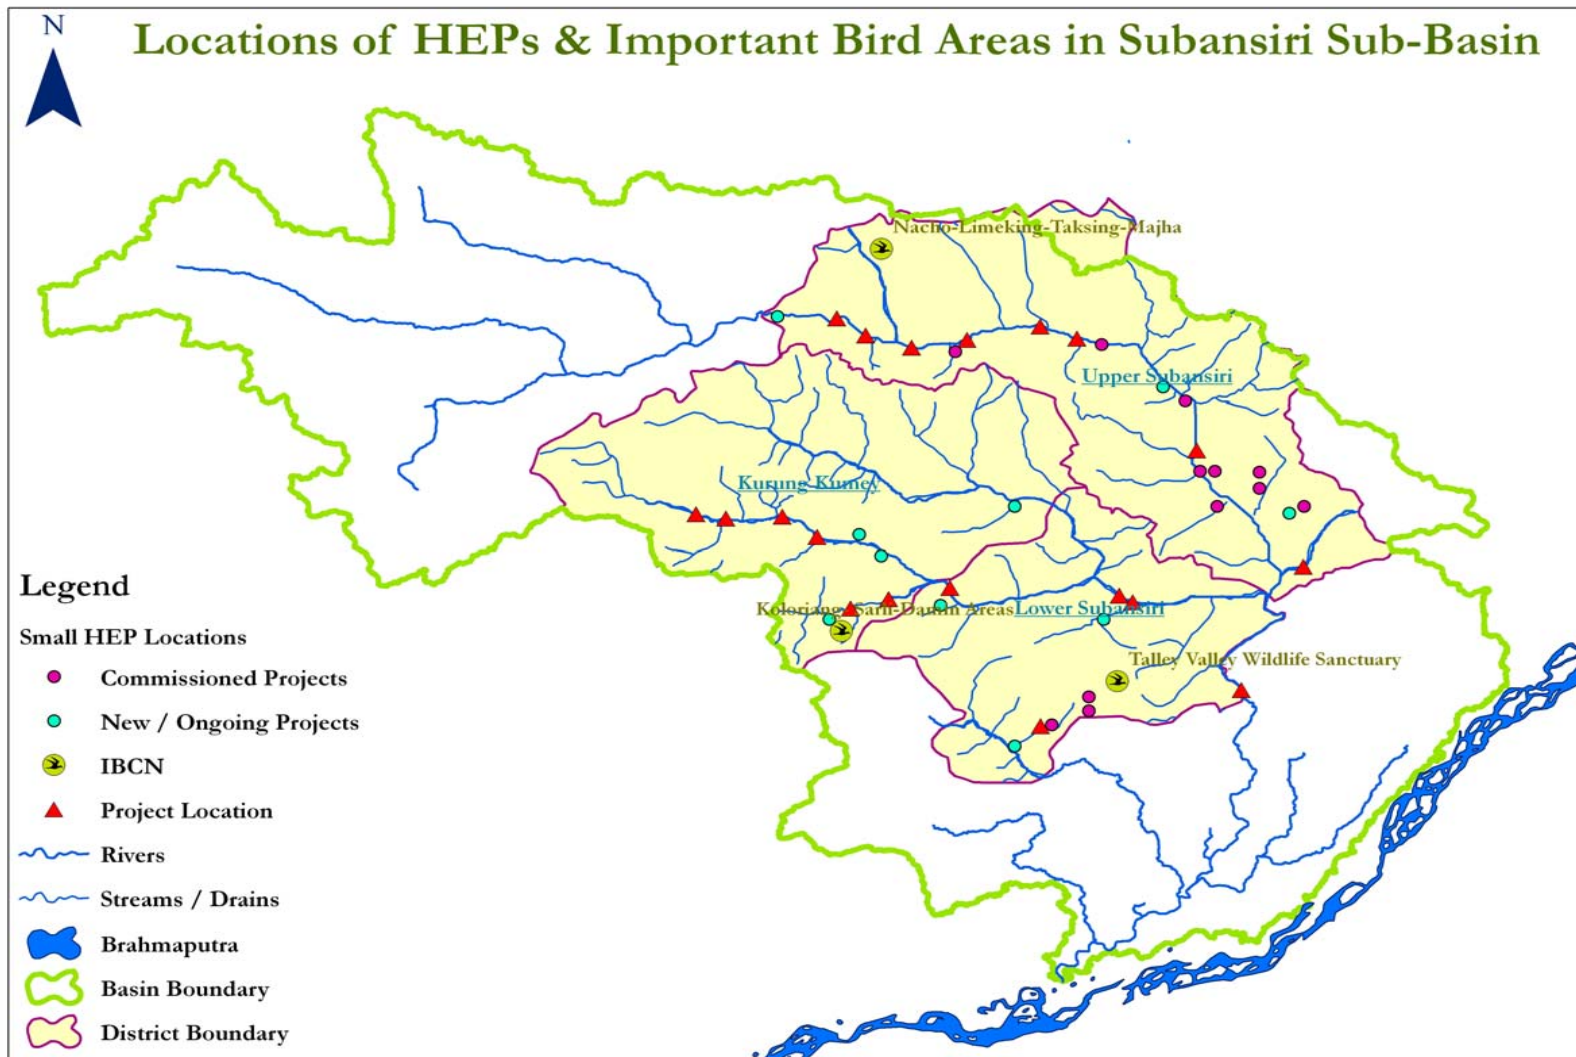 N
Locations of HEPs & Important Bird Areas in Subansiri Sub-Basin
Nacho-Limeking-Taksing-Majha
Upper Subansiri
Kurung Kumey
Koloriang, Sarli-Damin Areas
Lower Subansiri
Talley Valley Wildlife Sanctuary
Legend
Small HEP Locations
Commissioned Projects
New / Ongoing Projects
IBCN
Project Location
Rivers
Streams / Drains
Brahmaputra
Basin Boundary
District Boundary